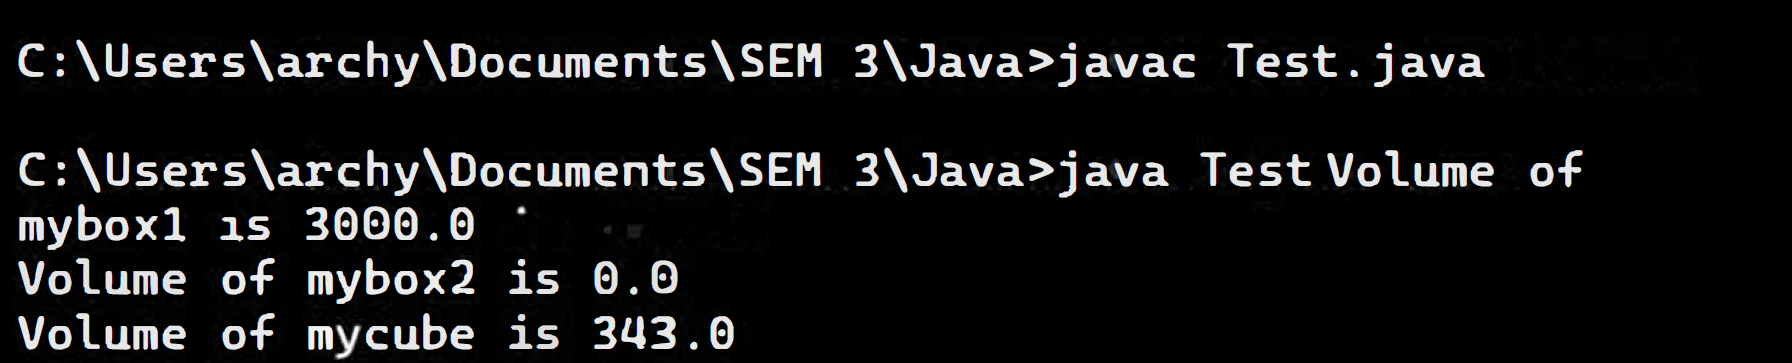 C:\Users\archy\Documents\SEM 3\Java>javac Test.java
C:\Users\archy\Documents\SEM 3\Java>java Test Volume of
mybox1 is 3000.0
Volume of mybox2 is 0.0
Volume of mycube is 343.0